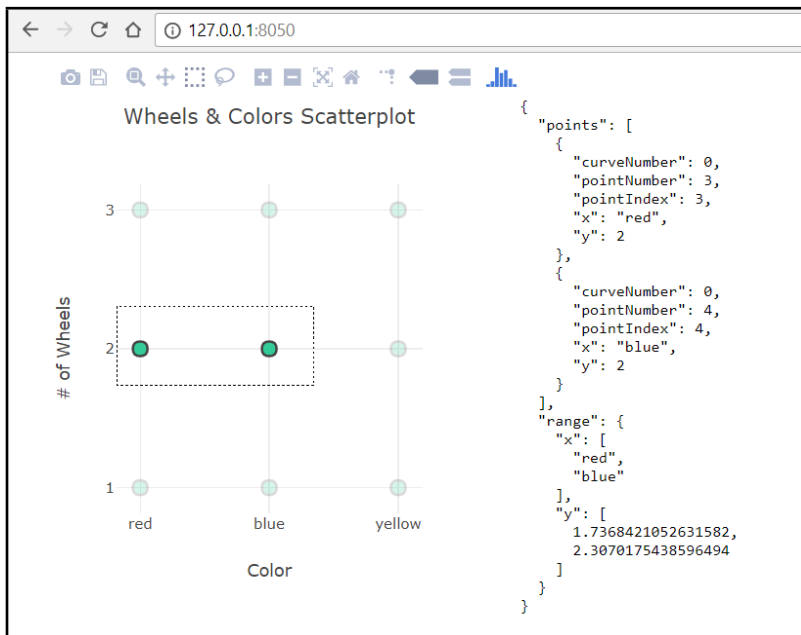 127.0.0.1:8050
Wheels & Colors Scatterplot
3
2
1
# of Wheels
red blue yellow
Color
{
  "points": [
    {
      "curveNumber": 0,
      "pointNumber": 3,
      "pointIndex": 3,
      "x": "red",
      "y": 2
    },
    {
      "curveNumber": 0,
      "pointNumber": 4,
      "pointIndex": 4,
      "x": "blue",
      "y": 2
    }
  ],
  "range": {
    "x": [
      "red",
      "blue"
    ],
    "y": [
      1.7368421052631582,
      2.3070175438596494
    ]
  }
}